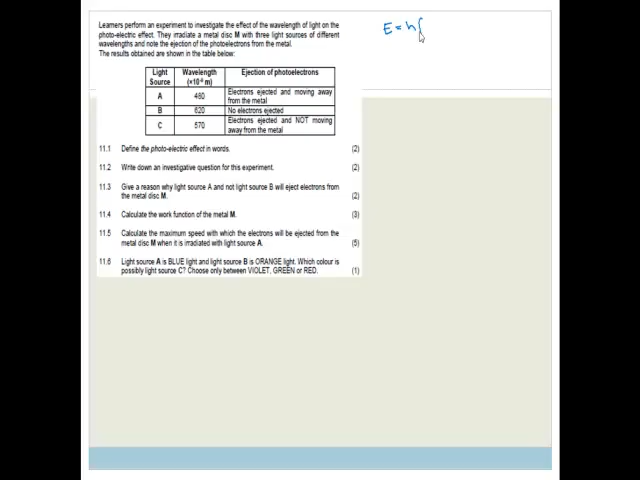 Learners perform an experiment to investigate the effect of the wavelength of light on the
photo-electric effect. They irradiate a metal disc M with three light sources of different
wavelengths and note the ejection of the photoelectrons from the metal.
The results obtained are shown in the table below:
E = h f
Light Source Wavelength (×10⁻⁹ m) Ejection of photoelectrons
A 460 Electrons ejected and moving away from the metal
B 620 No electrons ejected
C 570 Electrons ejected and NOT moving away from the metal
11.1 Define the photo-electric effect in words. (2)
11.2 Write down an investigative question for this experiment. (2)
11.3 Give a reason why light source A and not light source B will eject electrons from
the metal disc M. (2)
11.4 Calculate the work function of the metal M. (3)
11.5 Calculate the maximum speed with which the electrons will be ejected from the
metal disc M when it is irradiated with light source A. (5)
11.6 Light source A is BLUE light and light source B is ORANGE light. Which colour is
possibly light source C? Choose only between VIOLET, GREEN or RED. (1)